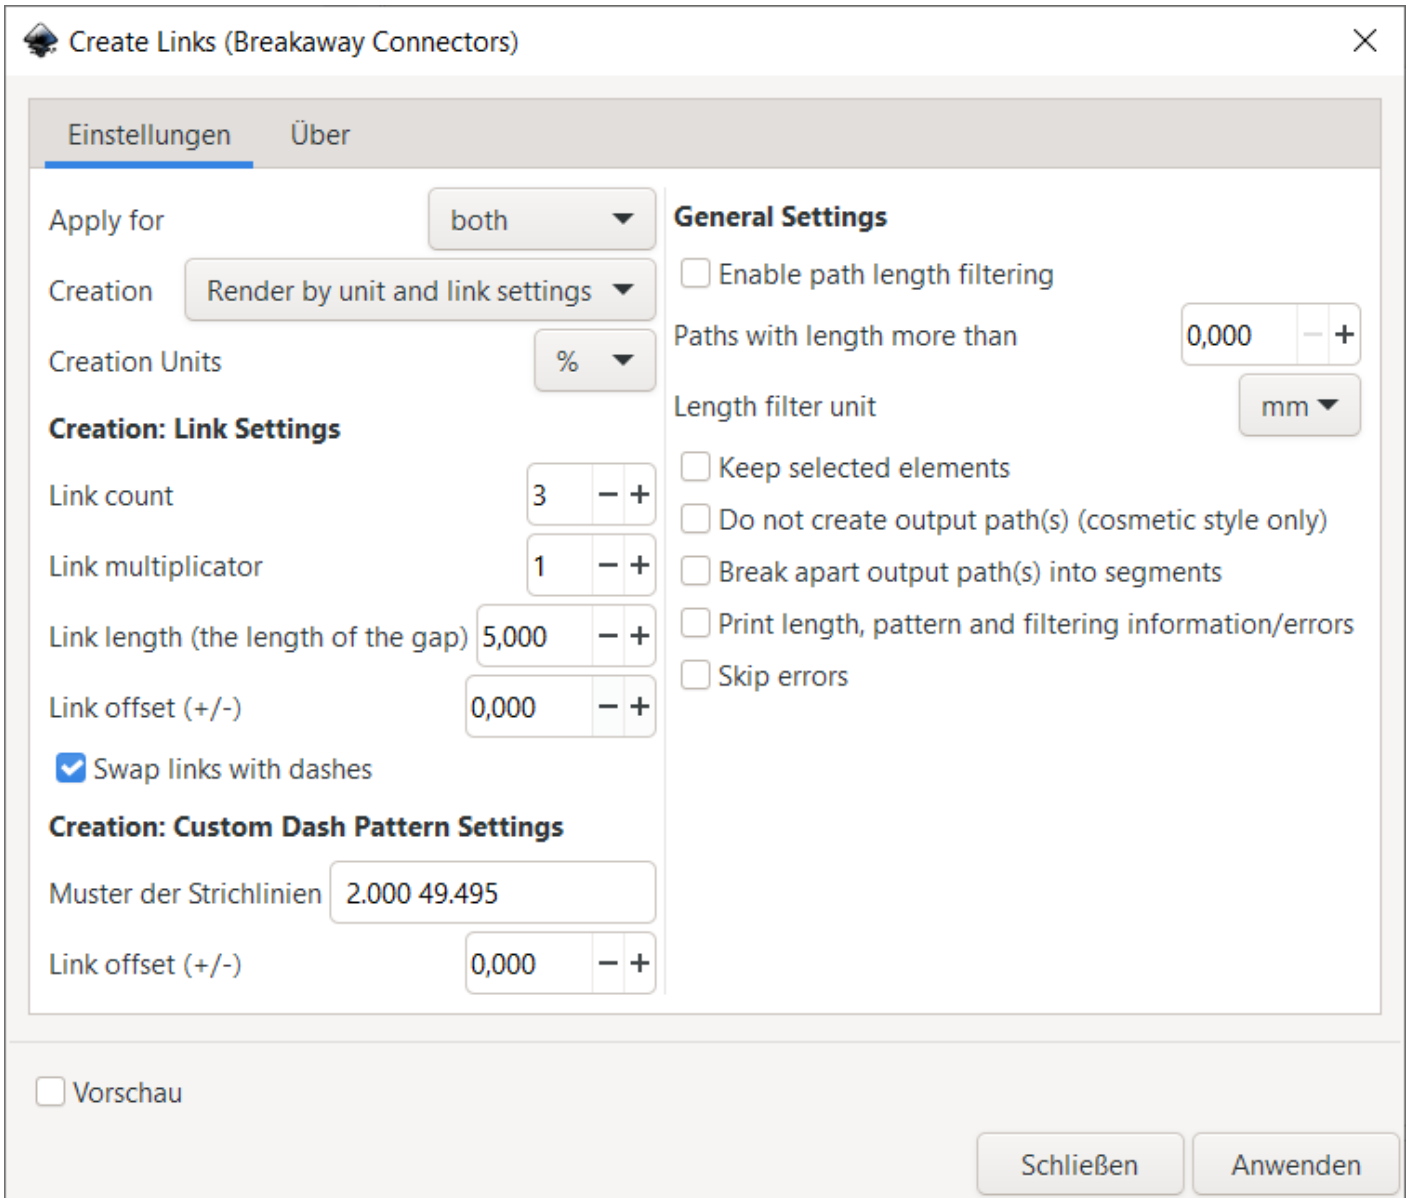 Create Links (Breakaway Connectors)
Einstellungen Über
Apply for both
Creation Render by unit and link settings
Creation Units %
Creation: Link Settings
Link count 3
Link multiplicator 1
Link length (the length of the gap) 5,000
Link offset (+/-) 0,000
Swap links with dashes
Creation: Custom Dash Pattern Settings
Muster der Strichlinien 2.000 49.495
Link offset (+/-) 0,000
General Settings
Enable path length filtering
Paths with length more than 0,000
Length filter unit mm
Keep selected elements
Do not create output path(s) (cosmetic style only)
Break apart output path(s) into segments
Print length, pattern and filtering information/errors
Skip errors
Vorschau
Schließen Anwenden